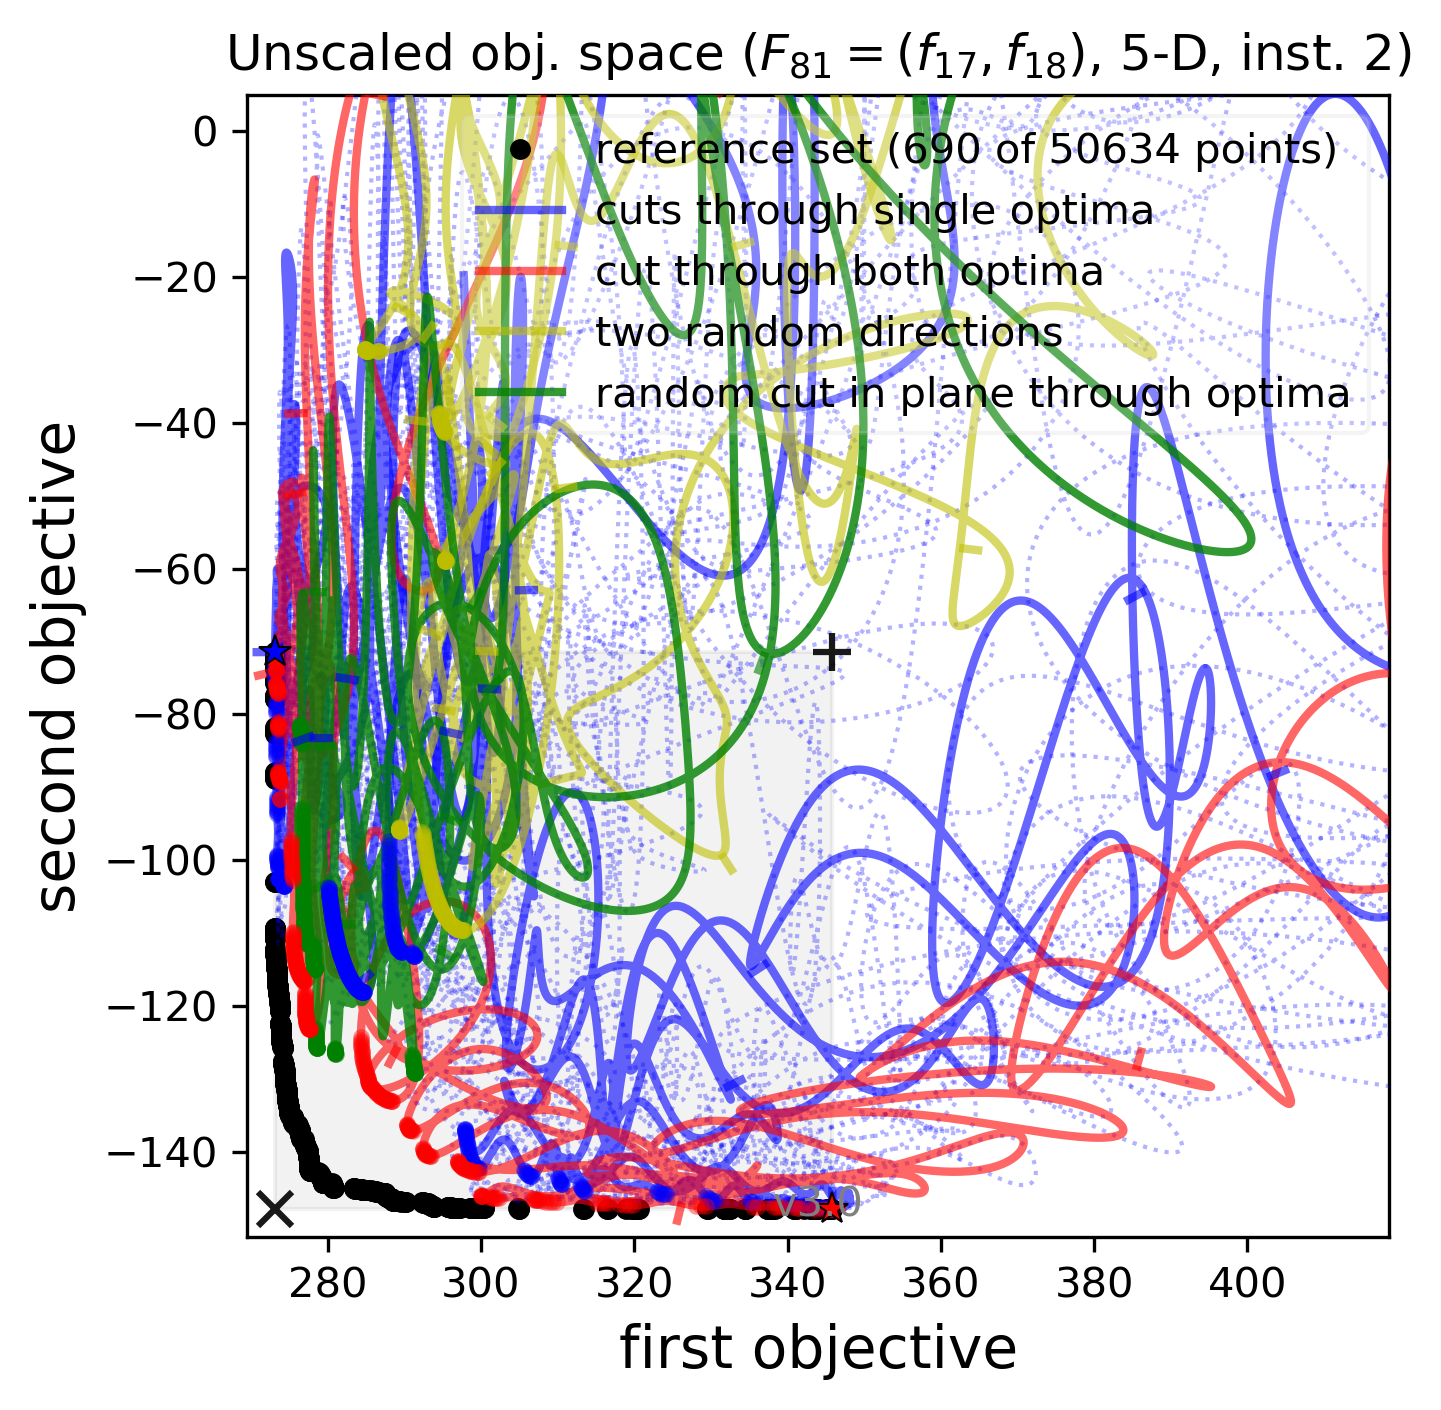 Unscaled obj. space (F81 = (f17, f18), 5-D, inst. 2)
0
−20
−40
−60
−80
−100
−120
−140
second objective
reference set (690 of 50634 points)
cuts through single optima
cut through both optima
two random directions
random cut in plane through optima
v3.0
280 300 320 340 360 380 400
first objective